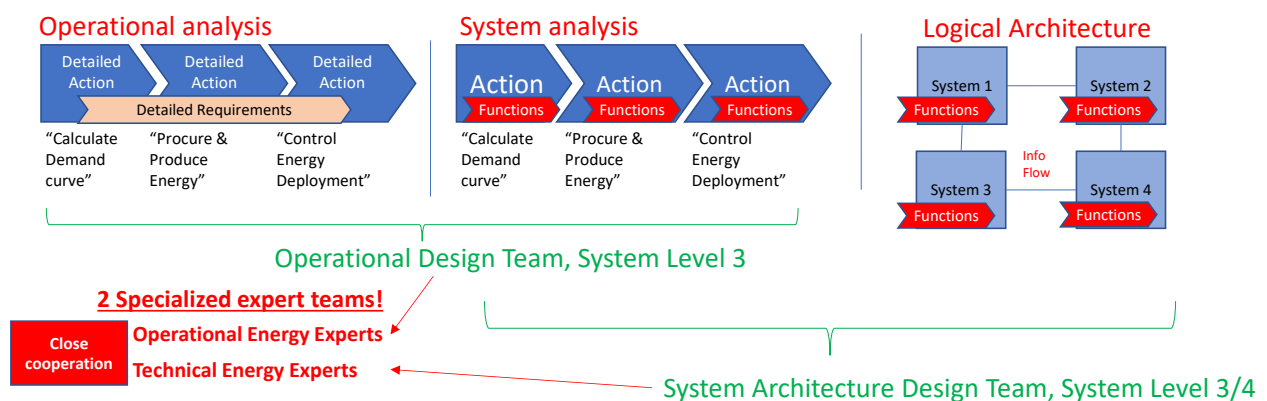 Operational analysis
Detailed
Action
Detailed
Action
Detailed
Action
Detailed Requirements
“Calculate
Demand
curve”
“Procure &
Produce
Energy”
“Control
Energy
Deployment”
System analysis
Action
Functions
Action
Functions
Action
Functions
“Calculate
Demand
curve”
“Procure &
Produce
Energy”
“Control
Energy
Deployment”
Logical Architecture
System 1
Functions
System 2
Functions
Info
Flow
System 3
Functions
System 4
Functions
Operational Design Team, System Level 3
2 Specialized expert teams!
Close
cooperation
Operational Energy Experts
Technical Energy Experts
System Architecture Design Team, System Level 3/4